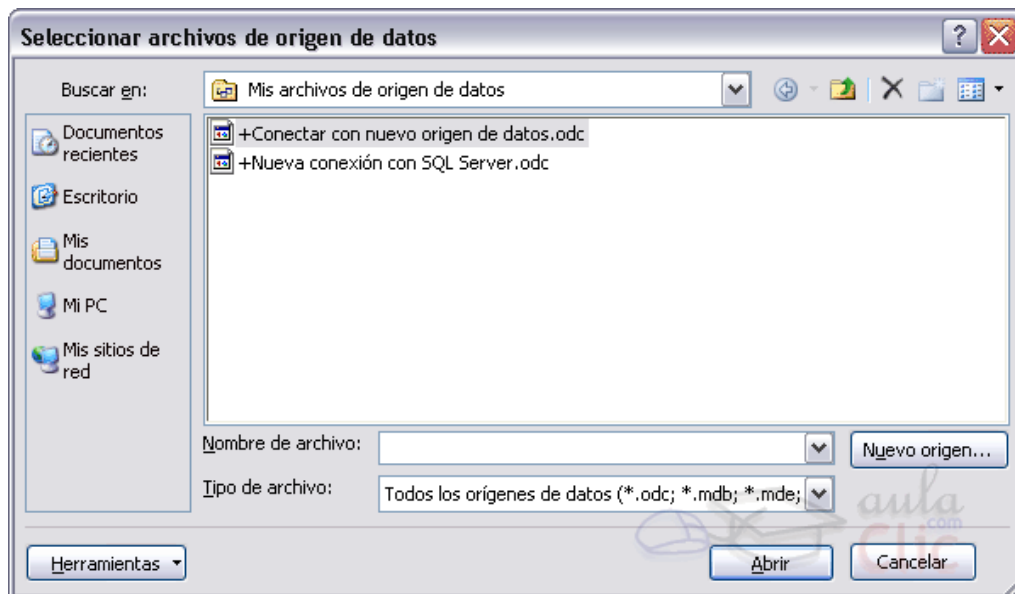 Seleccionar archivos de origen de datos
Buscar en:
Mis archivos de origen de datos
Documentos
recientes
Escritorio
Mis
documentos
Mi PC
Mis sitios de
red
+Conectar con nuevo origen de datos.odc
+Nueva conexión con SQL Server.odc
Nombre de archivo:
Nuevo origen...
Tipo de archivo:
Todos los orígenes de datos (*.odc; *.mdb; *.mde;
aula
.com
Clic
Herramientas
Abrir
Cancelar